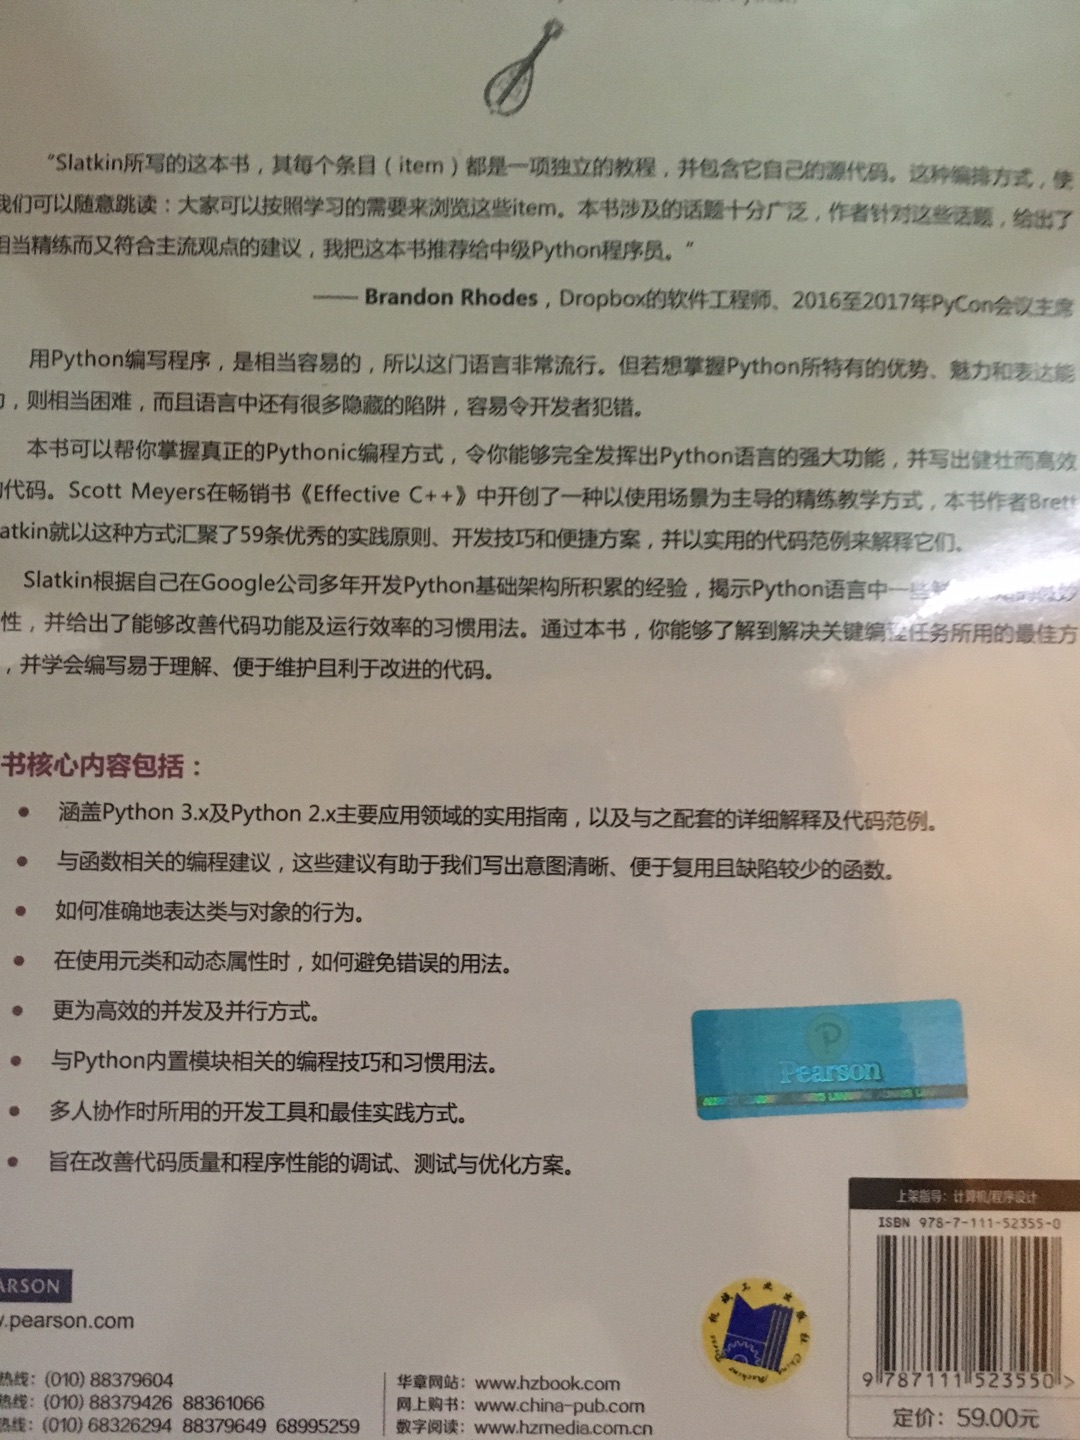 “Slatkin所写的这本书，其每个条目（item）都是一项独立的教程，并包含它自己的源代码。这种编排方式，使
我们可以随意跳读：大家可以按照学习的需要来浏览这些item。本书涉及的话题十分广泛，作者针对这些话题，给出了
相当精练而又符合主流观点的建议，我把这本书推荐给中级Python程序员。”
—— Brandon Rhodes，Dropbox的软件工程师、2016至2017年PyCon会议主席
用Python编写程序，是相当容易的，所以这门语言非常流行。但若想掌握Python所特有的优势、魅力和表达能
，则相当困难，而且语言中还有很多隐藏的陷阱，容易令开发者犯错。
本书可以帮你掌握真正的Pythonic编程方式，令你能够完全发挥出Python语言的强大功能，并写出健壮而高效
的代码。Scott Meyers在畅销书《Effective C++》中开创了一种以使用场景为主导的精练教学方式，本书作者Brett
atkin就以这种方式汇聚了59条优秀的实践原则、开发技巧和便捷方案，并以实用的代码范例来解释它们。
Slatkin根据自己在Google公司多年开发Python基础架构所积累的经验，揭示Python语言中一些
性，并给出了能够改善代码功能及运行效率的习惯用法。通过本书，你能够了解到解决关键编程任务所用的最佳方
，并学会编写易于理解、便于维护且利于改进的代码。
书核心内容包括：
● 涵盖Python 3.x及Python 2.x主要应用领域的实用指南，以及与之配套的详细解释及代码范例。
● 与函数相关的编程建议，这些建议有助于我们写出意图清晰、便于复用且缺陷较少的函数。
● 如何准确地表达类与对象的行为。
● 在使用元类和动态属性时，如何避免错误的用法。
● 更为高效的并发及并行方式。
● 与Python内置模块相关的编程技巧和习惯用法。
● 多人协作时所用的开发工具和最佳实践方式。
● 旨在改善代码质量和程序性能的调试、测试与优化方案。
Pearson
上架指导：计算机/程序设计
ISBN 978-7-111-52355-0
9 787111 523550 >
定价：59.00元
机械工业出版社
China Machine Press
ARSON
.pearson.com
热线：(010) 88379604
热线：(010) 88379426 88361066
热线：(010) 68326294 88379649 68995259
华章网站：www.hzbook.com
网上购书：www.china-pub.com
数字阅读：www.hzmedia.com.cn